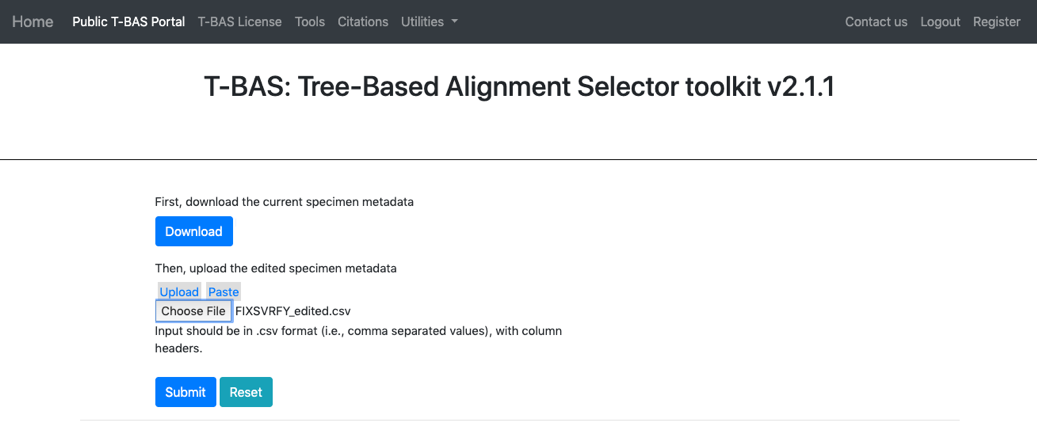 Home Public T-BAS Portal T-BAS License Tools Citations Utilities Contact us Logout Register
T-BAS: Tree-Based Alignment Selector toolkit v2.1.1
First, download the current specimen metadata
Download
Then, upload the edited specimen metadata
Upload Paste
Choose File FIXSVRFY_edited.csv
Input should be in .csv format (i.e., comma separated values), with column
headers.
Submit Reset